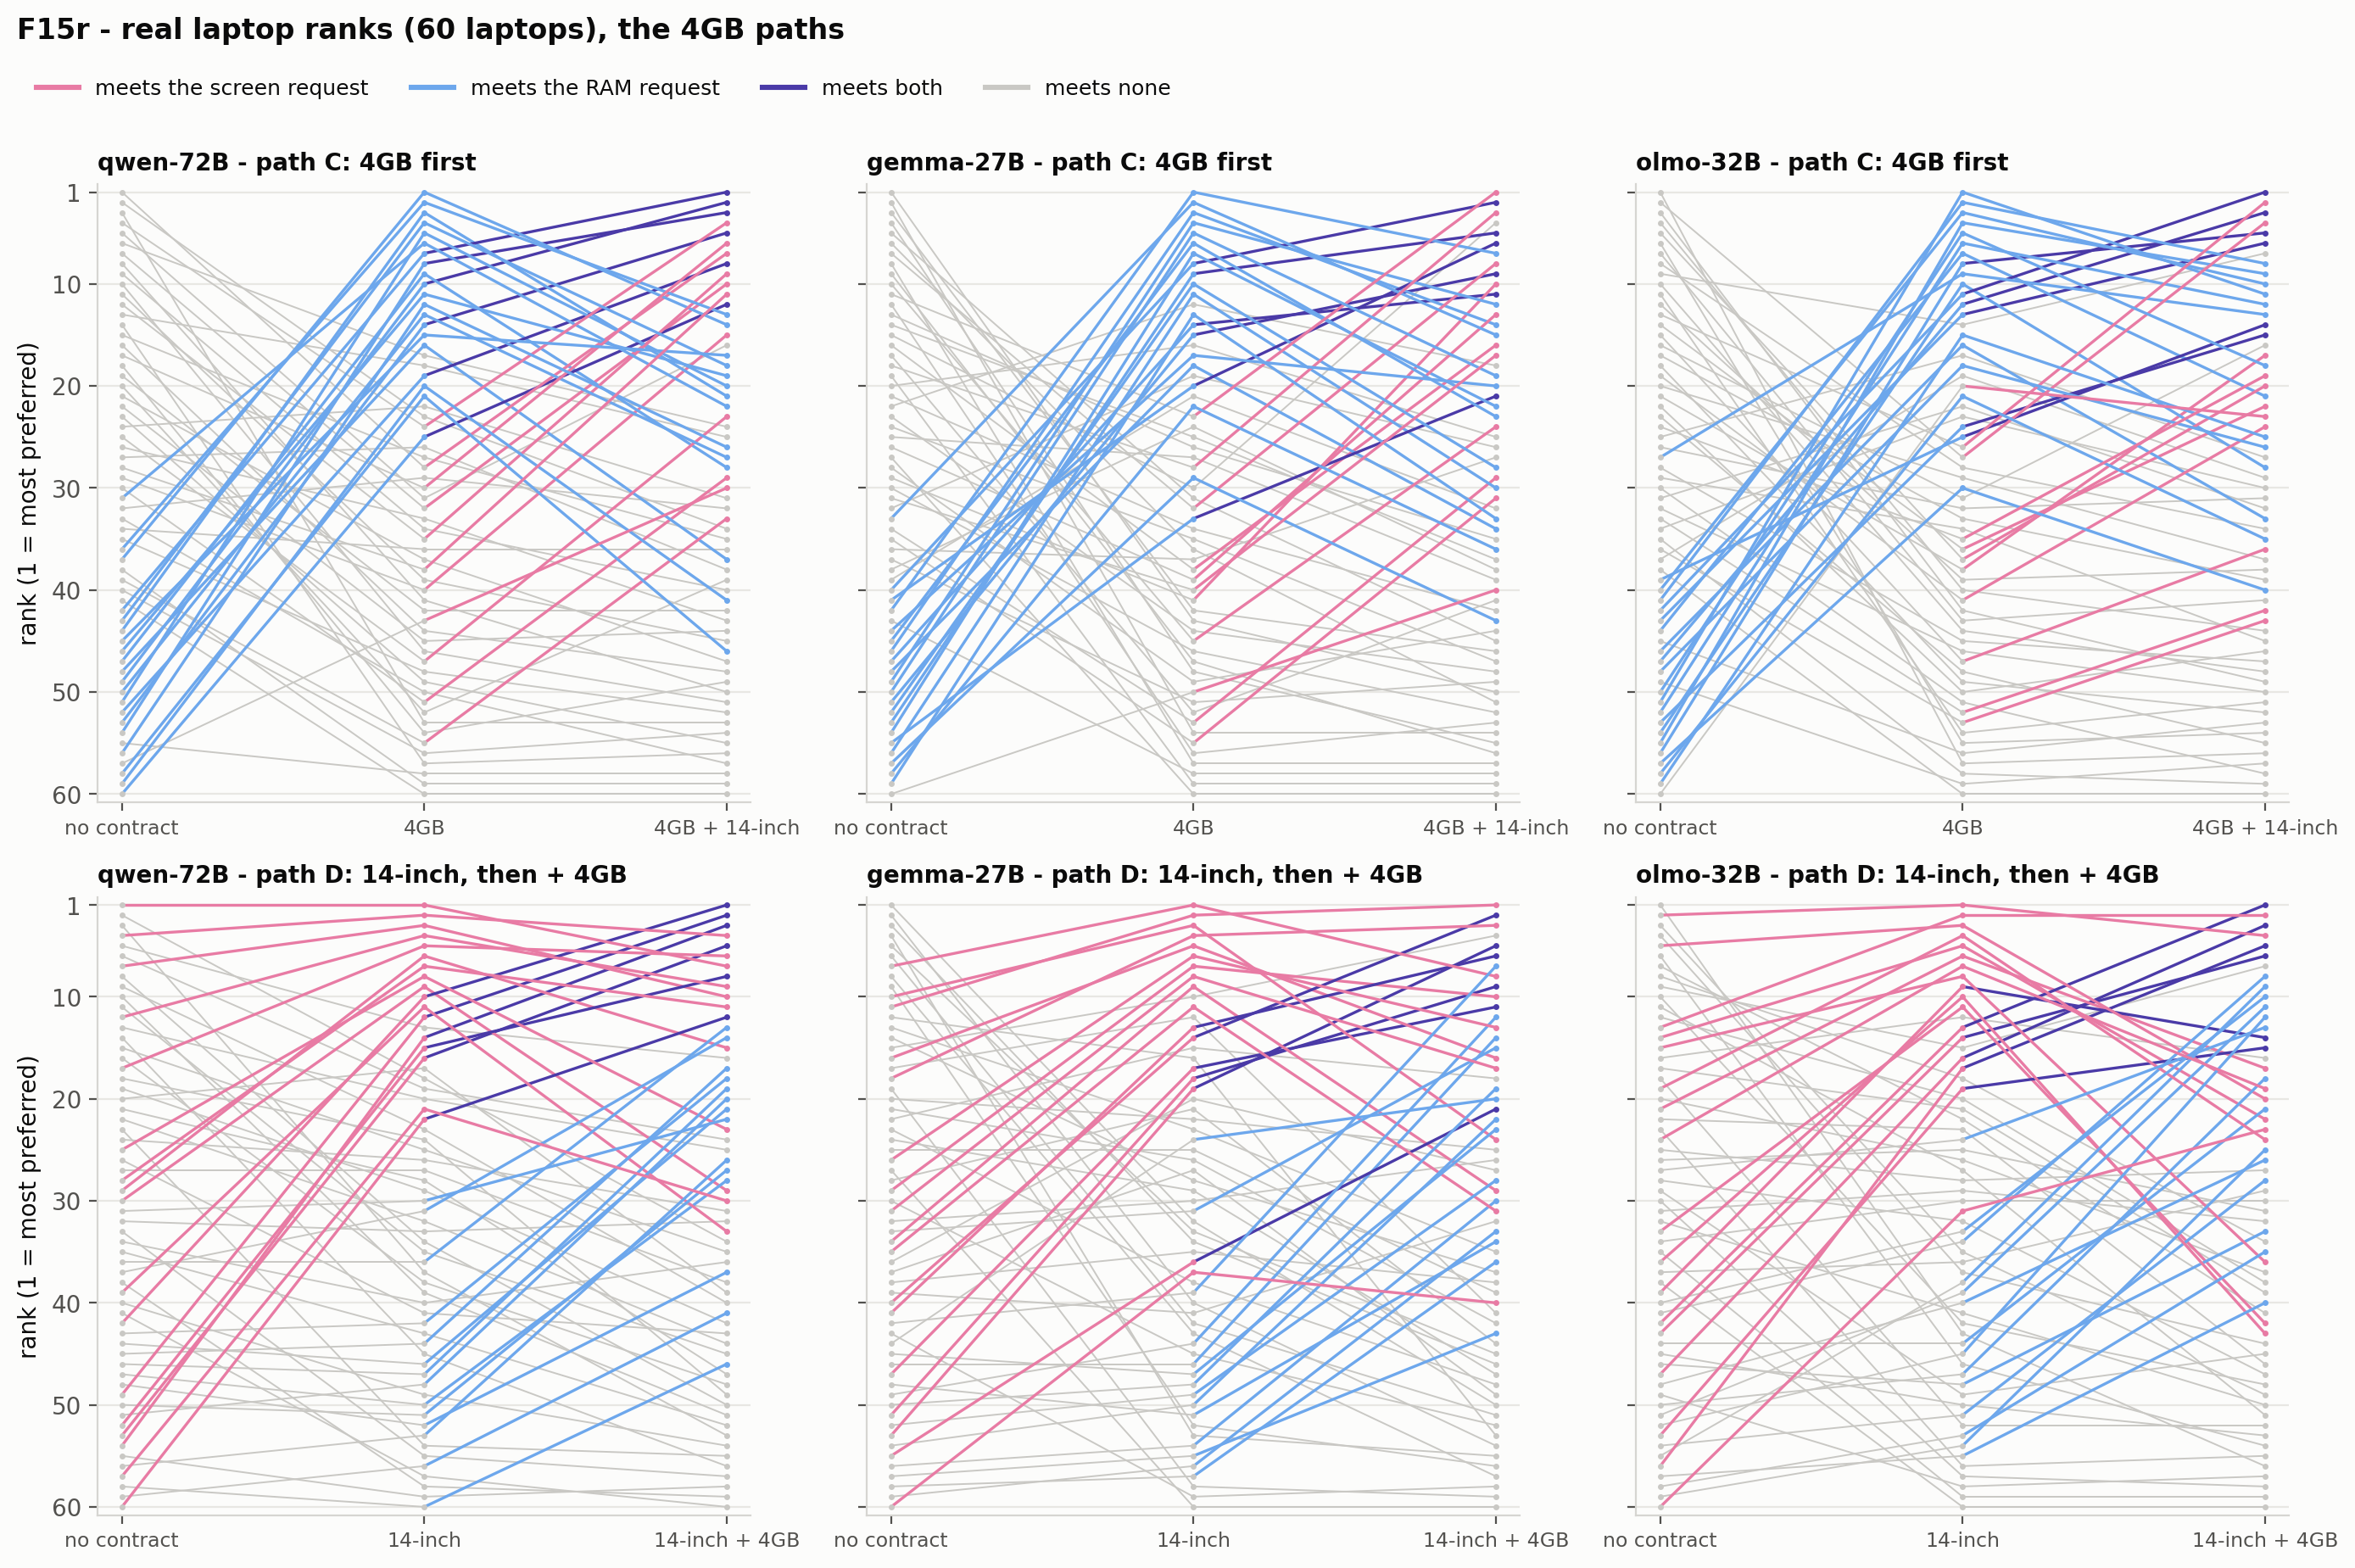 F15r - real laptop ranks (60 laptops), the 4GB paths
meets the screen request
meets the RAM request
meets both
meets none
qwen-72B - path C: 4GB first
gemma-27B - path C: 4GB first
olmo-32B - path C: 4GB first
rank (1 = most preferred)
1
10
20
30
40
50
60
no contract
4GB
4GB + 14-inch
no contract
4GB
4GB + 14-inch
no contract
4GB
4GB + 14-inch
qwen-72B - path D: 14-inch, then + 4GB
gemma-27B - path D: 14-inch, then + 4GB
olmo-32B - path D: 14-inch, then + 4GB
rank (1 = most preferred)
1
10
20
30
40
50
60
no contract
14-inch
14-inch + 4GB
no contract
14-inch
14-inch + 4GB
no contract
14-inch
14-inch + 4GB